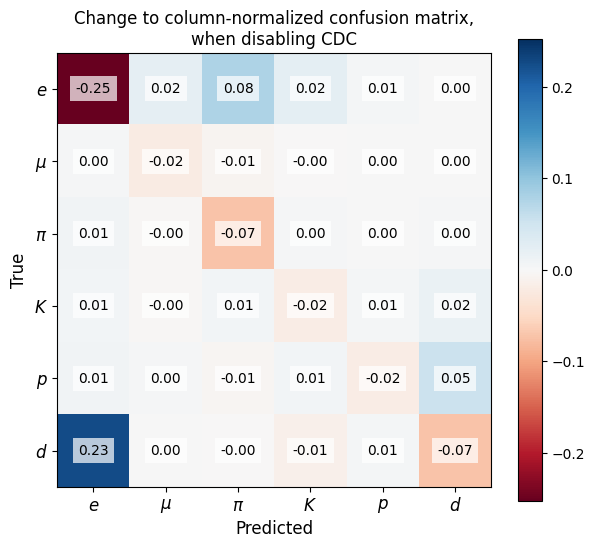 Change to column-normalized confusion matrix,
when disabling CDC
True
e -0.25 0.02 0.08 0.02 0.01 0.00
μ 0.00 -0.02 -0.01 -0.00 0.00 0.00
π 0.01 -0.00 -0.07 0.00 0.00 0.00
K 0.01 -0.00 0.01 -0.02 0.01 0.02
p 0.01 0.00 -0.01 0.01 -0.02 0.05
d 0.23 0.00 -0.00 -0.01 0.01 -0.07
e μ π K p d
Predicted
0.2
0.1
0.0
−0.1
−0.2